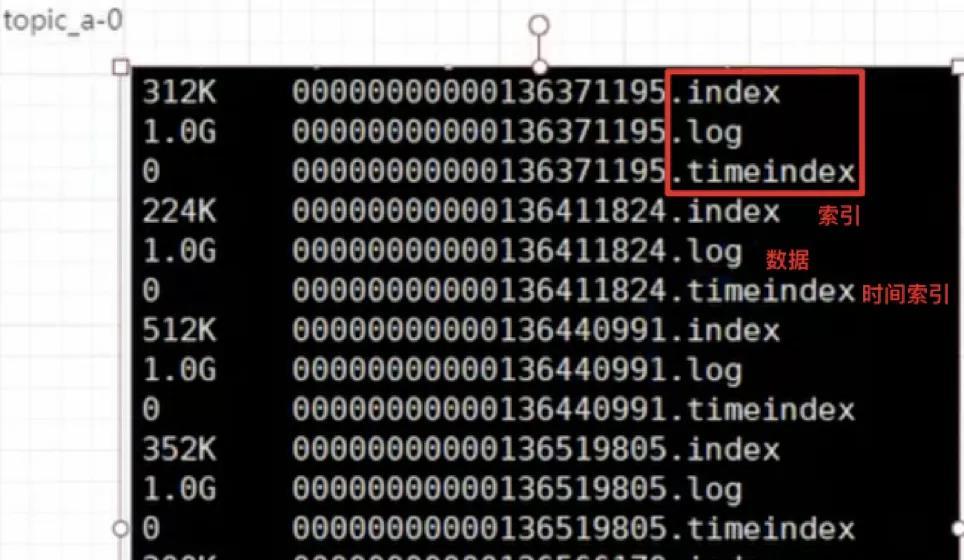 topic_a-0
312K 00000000000136371195.index
1.0G 00000000000136371195.log
0 00000000000136371195.timeindex
224K 00000000000136411824.index 索引
1.0G 00000000000136411824.log 数据
0 00000000000136411824.timeindex 时间索引
512K 00000000000136440991.index
1.0G 00000000000136440991.log
0 00000000000136440991.timeindex
352K 00000000000136519805.index
1.0G 00000000000136519805.log
0 00000000000136519805.timeindex